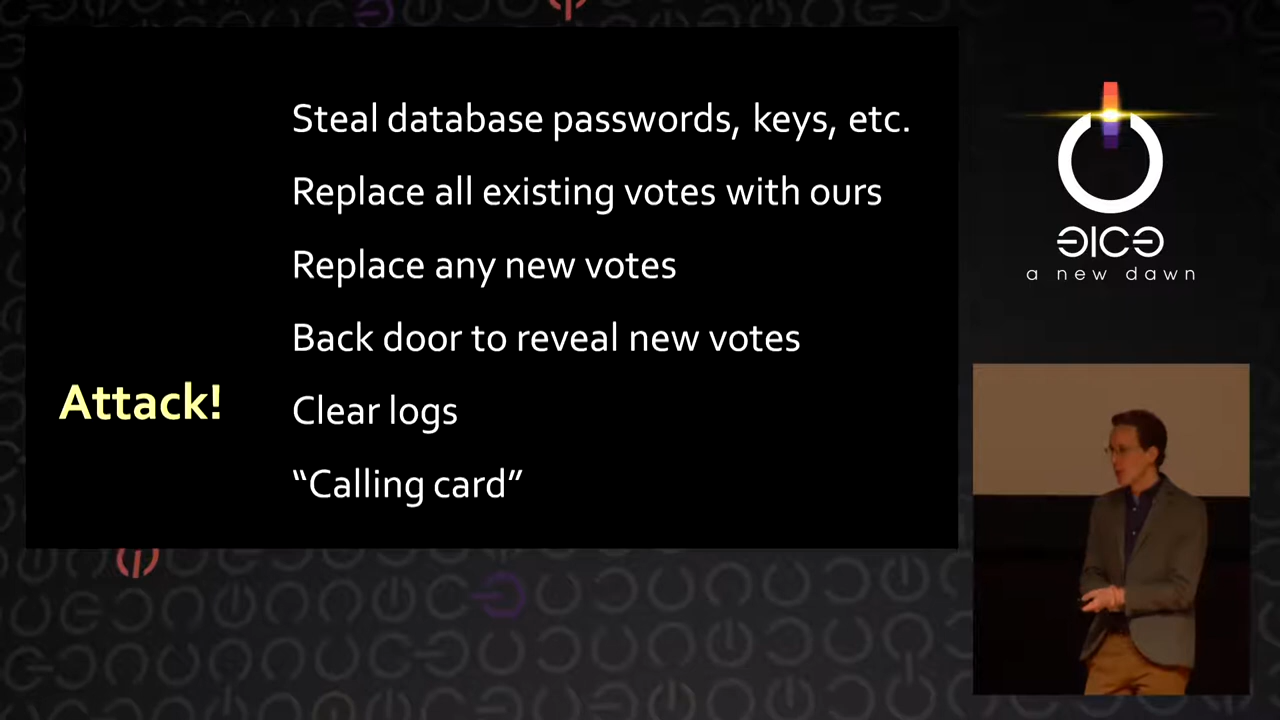 Steal database passwords, keys, etc.
Replace all existing votes with ours
Replace any new votes
Back door to reveal new votes
Attack!
Clear logs
“Calling card”
31C3
a new dawn